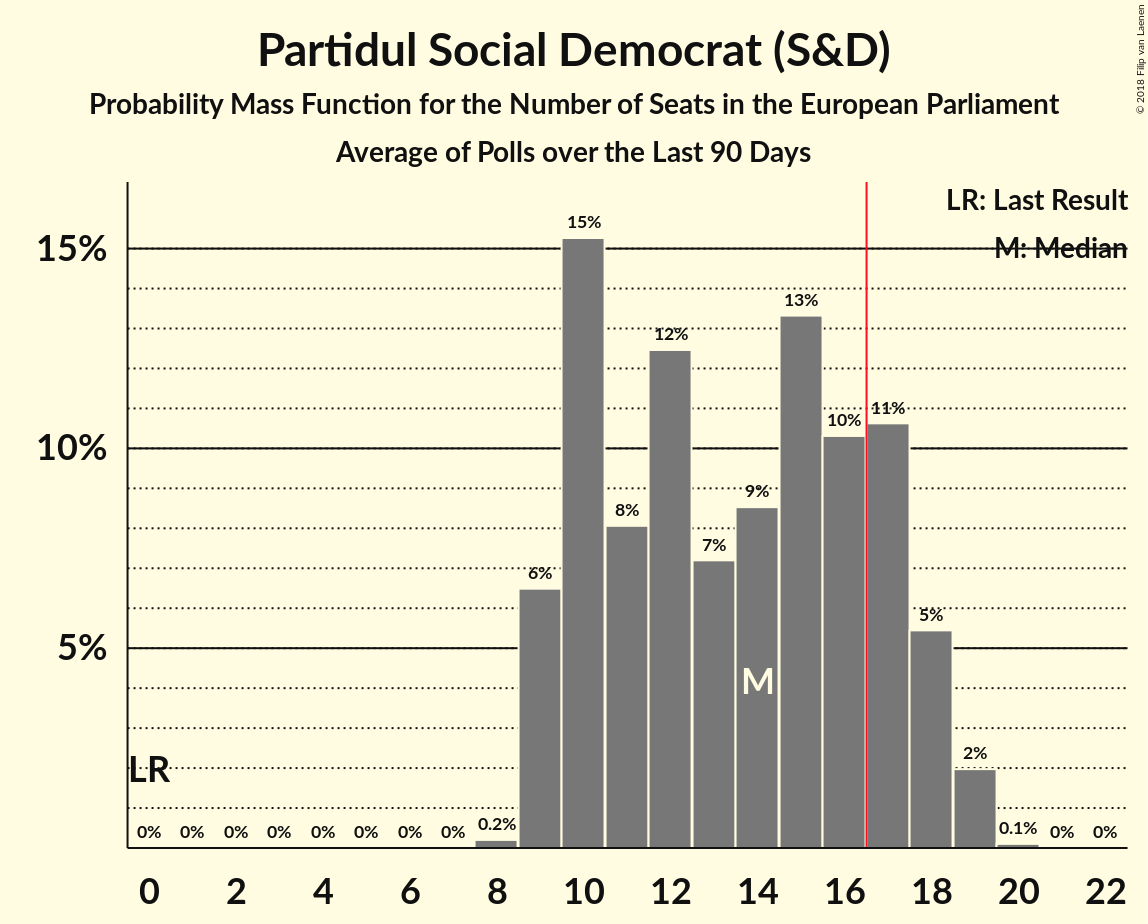 Partidul Social Democrat (S&D)
Probability Mass Function for the Number of Seats in the European Parliament
Average of Polls over the Last 90 Days
© 2018 Filip van Laenen
LR: Last Result
M: Median
15%
10%
5%
15%
13%
12%
11%
10%
9%
8%
7%
6%
5%
M
LR
2%
0% 0% 0% 0% 0% 0% 0% 0% 0.2% 0.1% 0% 0%
0 2 4 6 8 10 12 14 16 18 20 22